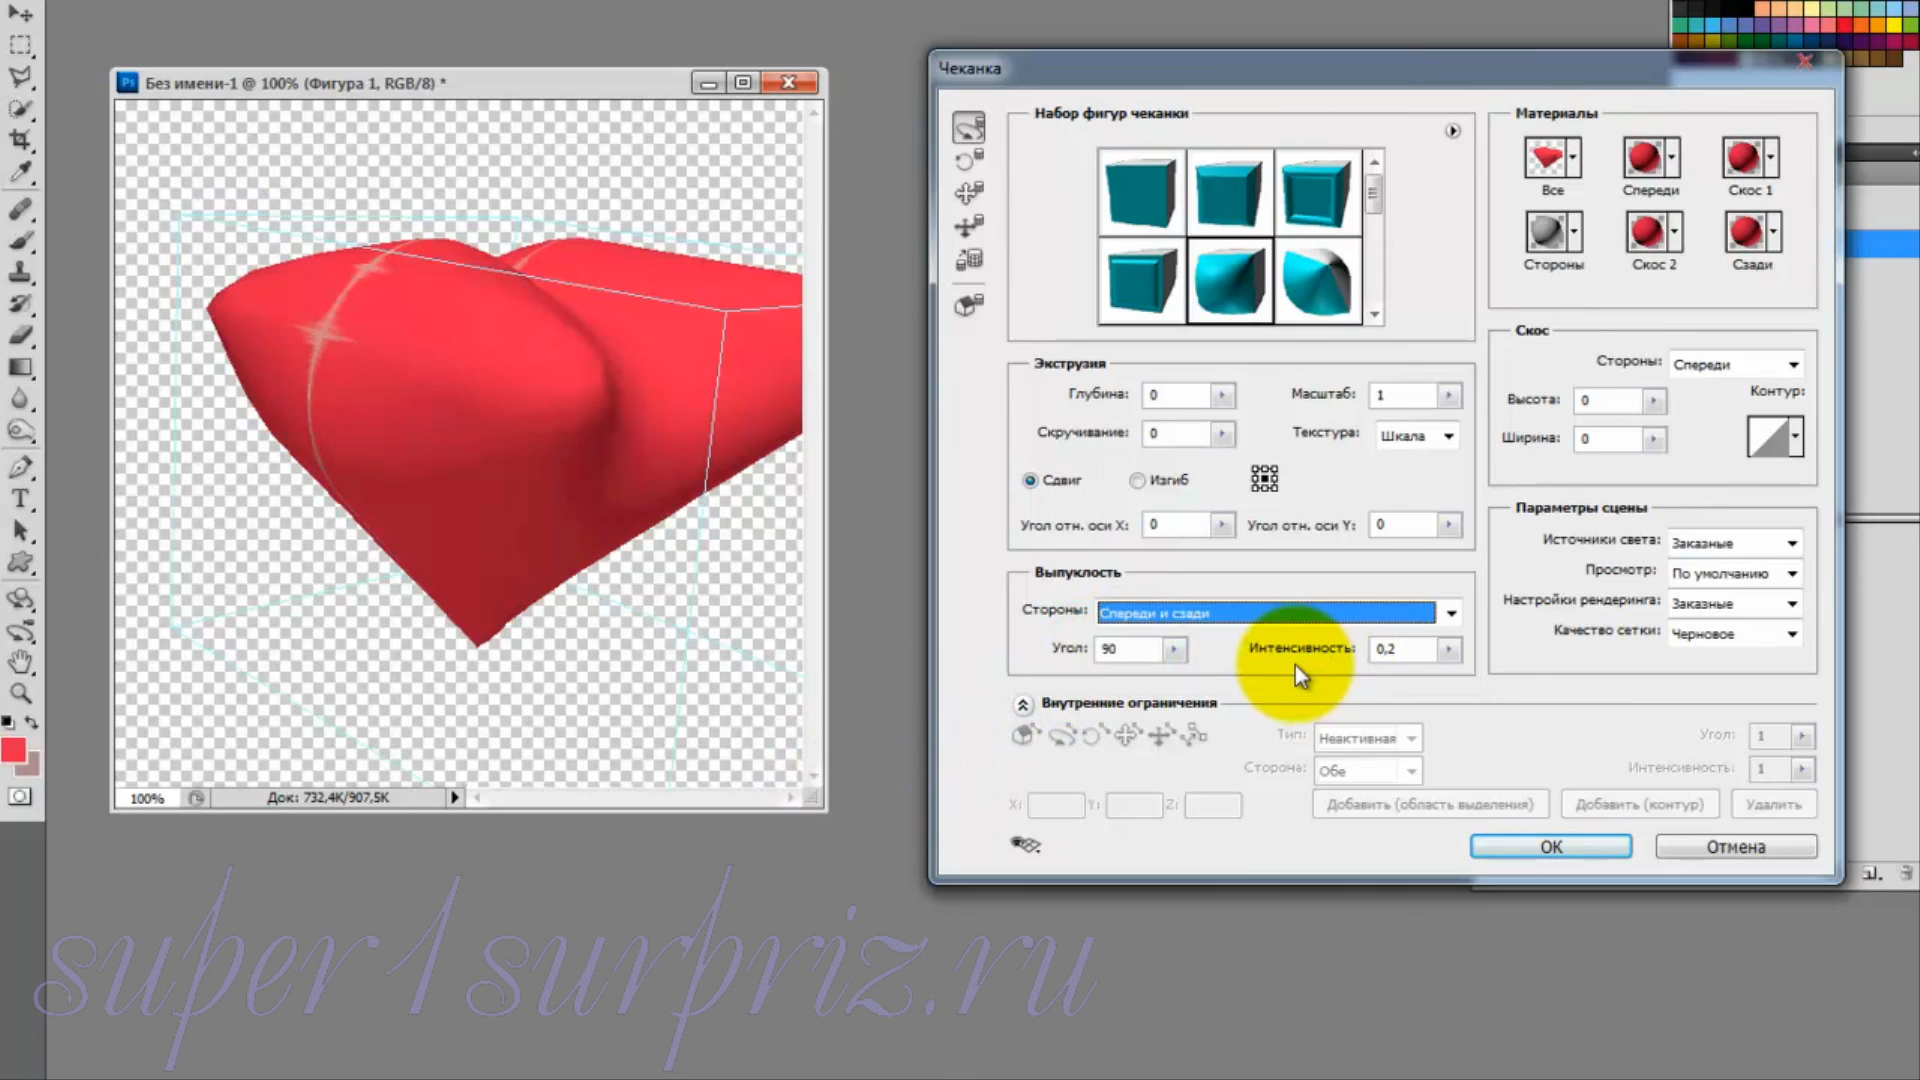 Ps Без имени-1 @ 100% (Фигура 1, RGB/8) *
100%
Док: 732,4K/907,5K
T
Чеканка
Набор фигур чеканки
Экструзия
Глубина: 0
Масштаб: 1
Скручивание: 0
Текстура: Шкала
Сдвиг
Изгиб
Угол отн. оси X: 0
Угол отн. оси Y: 0
Выпуклость
Стороны: Спереди и сзади
Угол: 90
Интенсивность: 0,2
Материалы
Все
Спереди
Скос 1
Стороны
Скос 2
Сзади
Скос
Стороны: Спереди
Высота: 0
Контур:
Ширина: 0
Параметры сцены
Источники света: Заказные
Просмотр: По умолчанию
Настройки рендеринга: Заказные
Качество сетки: Черновое
Внутренние ограничения
Тип: Неактивная
Угол: 1
Сторона: Обе
Интенсивность: 1
X: Y: Z:
Добавить (область выделения)
Добавить (контур)
Удалить
ОК
Отмена
super1surpriz.ru